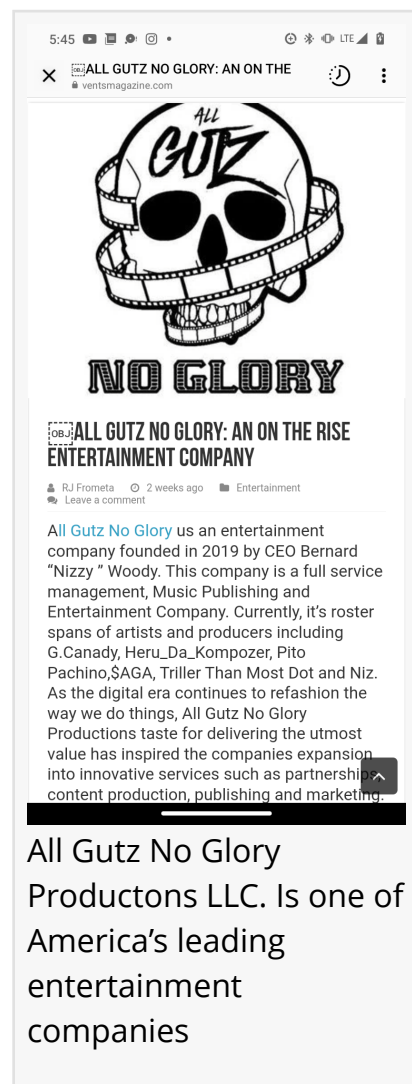 5:45
LTE
OBJ ALL GUTZ NO GLORY: AN ON THE
ventsmagazine.com
ALL
GUTZ
NO GLORY
OBJ ALL GUTZ NO GLORY: AN ON THE RISE
ENTERTAINMENT COMPANY
RJ Frometa 2 weeks ago Entertainment
Leave a comment
All Gutz No Glory us an entertainment
company founded in 2019 by CEO Bernard
“Nizzy ” Woody. This company is a full service
management, Music Publishing and
Entertainment Company. Currently, it’s roster
spans of artists and producers including
G.Canady, Heru_Da_Kompozer, Pito
Pachino,$AGA, Triller Than Most Dot and Niz.
As the digital era continues to refashion the
way we do things, All Gutz No Glory
Productions taste for delivering the utmost
value has inspired the companies expansion
into innovative services such as partnerships
content production, publishing and marketing.
All Gutz No Glory
Productons LLC. Is one of
America’s leading
entertainment
companies